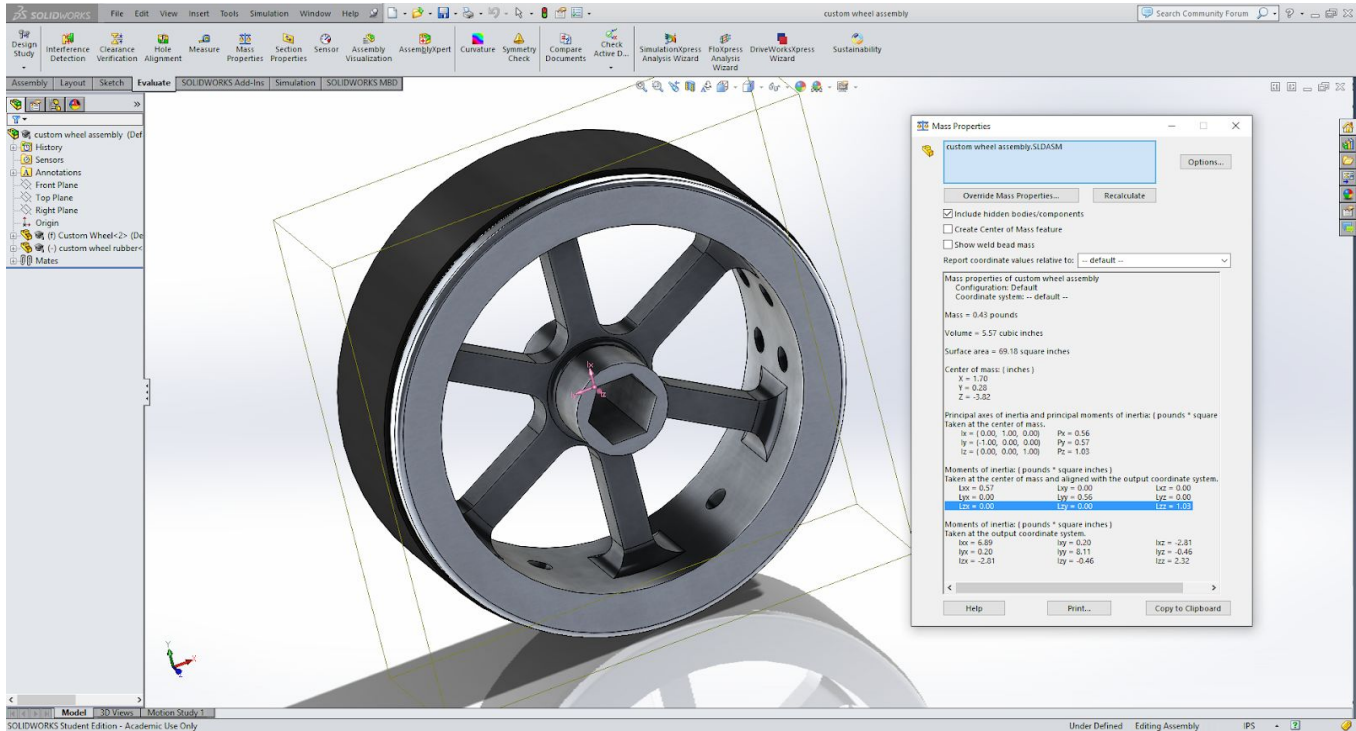 SOLIDWORKS File Edit View Insert Tools Simulation Window Help custom wheel assembly Search Community Forum
Design Study Interference Detection Clearance Verification Hole Alignment Measure Mass Properties Section Properties Sensor Assembly Visualization AssemblyXpert Curvature Symmetry Check Compare Documents Check Active D... SimulationXpress Analysis Wizard FloXpress Analysis Wizard DriveWorksXpress Wizard Sustainability
Assembly Layout Sketch Evaluate SOLIDWORKS Add-Ins Simulation SOLIDWORKS MBD
custom wheel assembly (Def
History
Sensors
Annotations
Front Plane
Top Plane
Right Plane
Origin
(f) Custom Wheel<2> (De
(-) custom wheel rubber<
Mates
Mass Properties
custom wheel assembly.SLDASM
Options...
Override Mass Properties... Recalculate
Include hidden bodies/components
Create Center of Mass feature
Show weld bead mass
Report coordinate values relative to: -- default --
Mass properties of custom wheel assembly
Configuration: Default
Coordinate system: -- default --
Mass = 0.43 pounds
Volume = 5.57 cubic inches
Surface area = 69.18 square inches
Center of mass: ( inches )
X = 1.70
Y = 0.28
Z = -3.82
Principal axes of inertia and principal moments of inertia: ( pounds * square
Taken at the center of mass.
Ix = ( 0.00, 1.00, 0.00) Px = 0.56
Iy = (-1.00, 0.00, 0.00) Py = 0.57
Iz = ( 0.00, 0.00, 1.00) Pz = 1.03
Moments of inertia: ( pounds * square inches )
Taken at the center of mass and aligned with the output coordinate system.
Lxx = 0.57 Lxy = 0.00 Lxz = 0.00
Lyx = 0.00 Lyy = 0.56 Lyz = 0.00
Lzx = 0.00 Lzy = 0.00 Lzz = 1.03
Moments of inertia: ( pounds * square inches )
Taken at the output coordinate system.
Ixx = 6.89 Ixy = 0.20 Ixz = -2.81
Iyx = 0.20 Iyy = 8.11 Iyz = -0.46
Izx = -2.81 Izy = -0.46 Izz = 2.32
Help Print... Copy to Clipboard
Y
X
Model 3D Views Motion Study 1
SOLIDWORKS Student Edition - Academic Use Only Under Defined Editing Assembly IPS